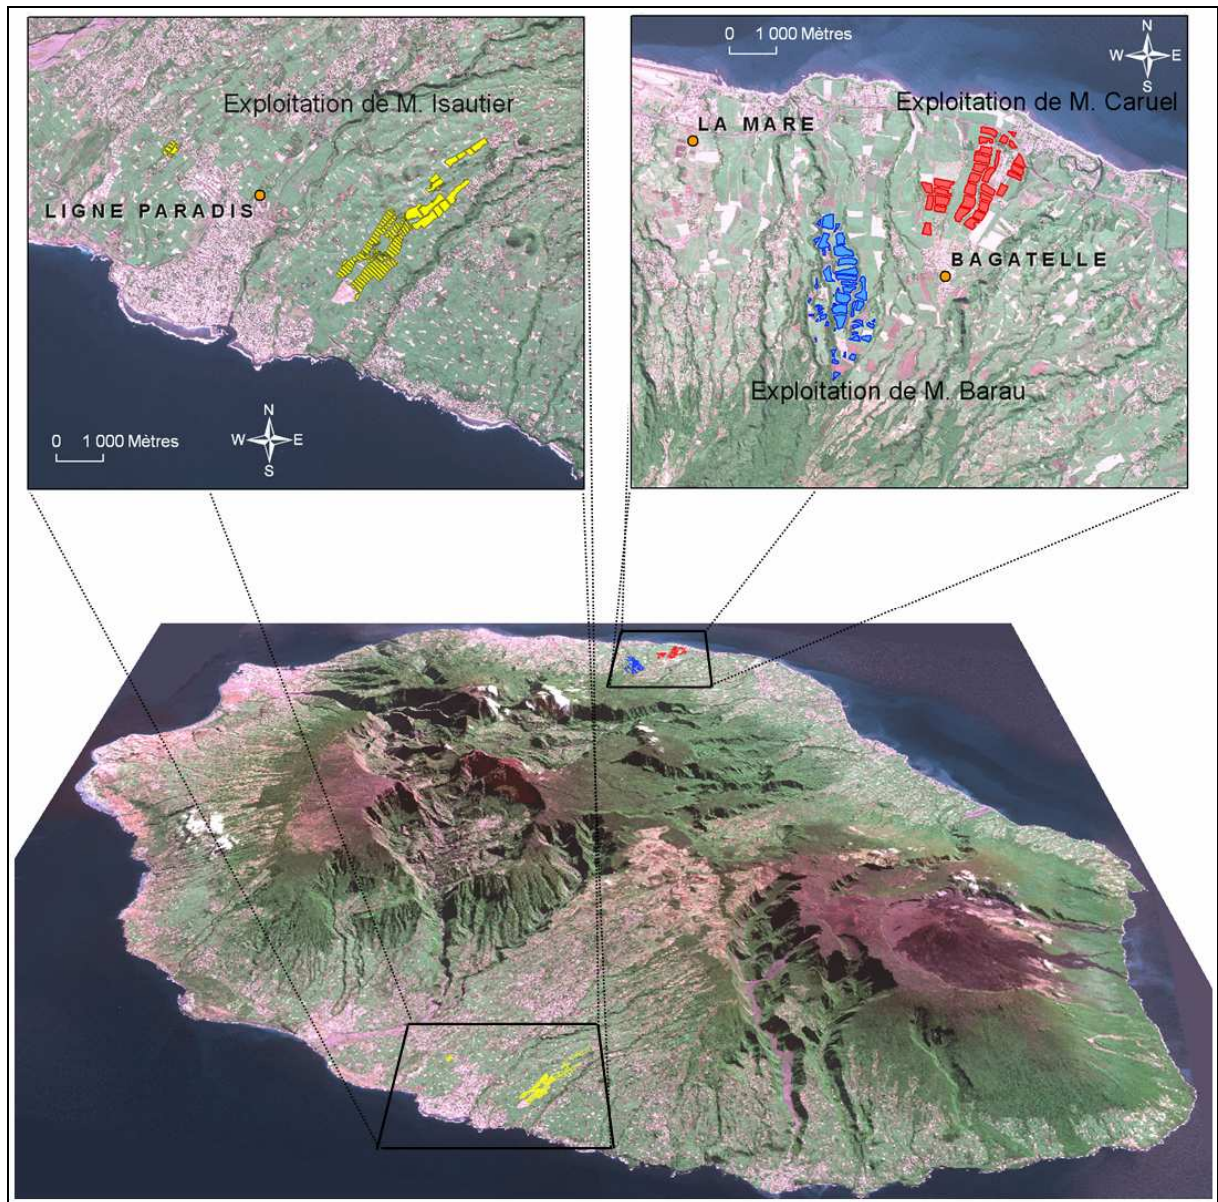 Exploitation de M. Isautier
LIGNE PARADIS
N
W E
S
0 1 000 Mètres
0 1 000 Mètres
N
W E
S
Exploitation de M. Caruel
LA MARE
BAGATELLE
Exploitation de M. Barau